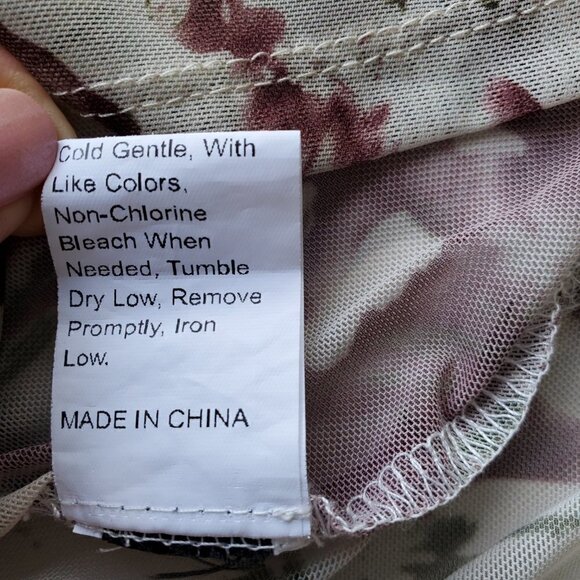 Cold Gentle, With
Like Colors,
Non-Chlorine
Bleach When
Needed, Tumble
Dry Low, Remove
Promptly, Iron
Low.
MADE IN CHINA